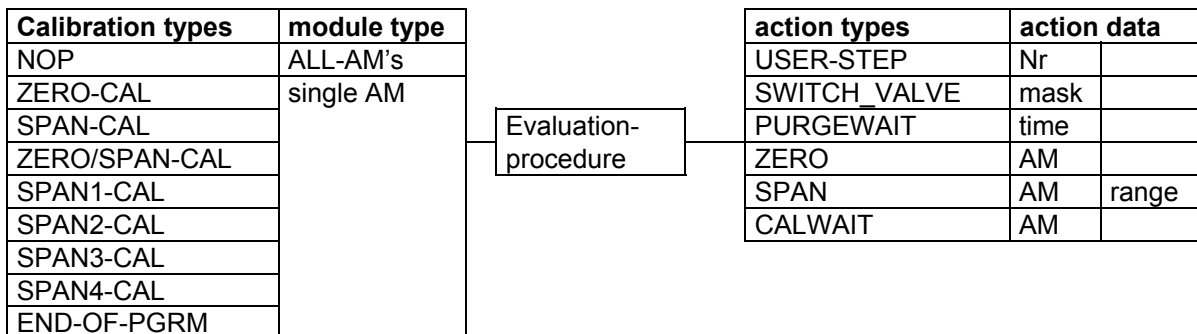 Calibration types module type action types action data
NOP ALL-AM’s USER-STEP Nr
ZERO-CAL single AM SWITCH_VALVE mask
SPAN-CAL Evaluation- PURGEWAIT time
ZERO/SPAN-CAL procedure ZERO AM
SPAN1-CAL SPAN AM range
SPAN2-CAL CALWAIT AM
SPAN3-CAL
SPAN4-CAL
END-OF-PGRM